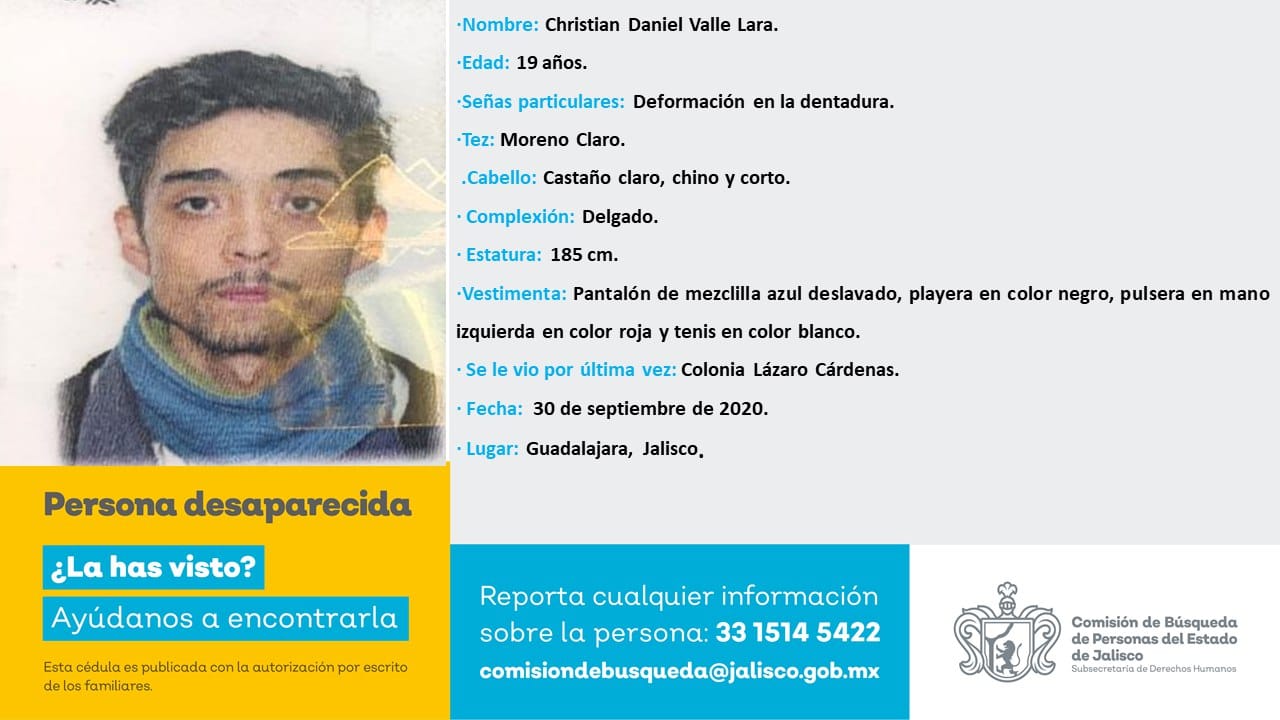 ·Nombre: Christian Daniel Valle Lara.
·Edad: 19 años.
·Señas particulares: Deformación en la dentadura.
·Tez: Moreno Claro.
.Cabello: Castaño claro, chino y corto.
· Complexión: Delgado.
· Estatura: 185 cm.
·Vestimenta: Pantalón de mezclilla azul deslavado, playera en color negro, pulsera en mano
izquierda en color roja y tenis en color blanco.
· Se le vio por última vez: Colonia Lázaro Cárdenas.
· Fecha: 30 de septiembre de 2020.
· Lugar: Guadalajara, Jalisco.
Persona desaparecida
¿La has visto?
Ayúdanos a encontrarla
Esta cédula es publicada con la autorización por escrito
de los familiares.
Reporta cualquier información
sobre la persona: 33 1514 5422
comisiondebusqueda@jalisco.gob.mx
Comisión de Búsqueda
de Personas del Estado
de Jalisco
Subsecretaría de Derechos Humanos